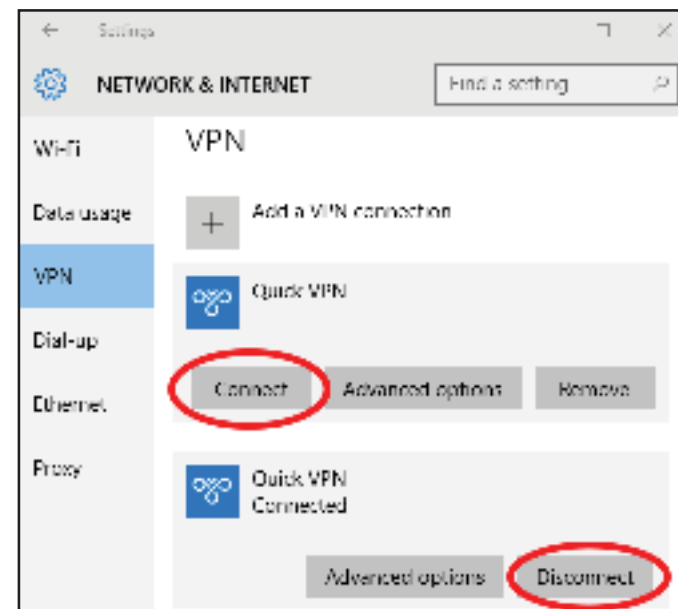 Settings
NETWORK & INTERNET
Find a setting
Wi-Fi
Data usage
VPN
Dial-up
Ethernet
Proxy
VPN
Add a VPN connection
Quick VPN
Connect Advanced options Remove
Quick VPN
Connected
Advanced options Disconnect